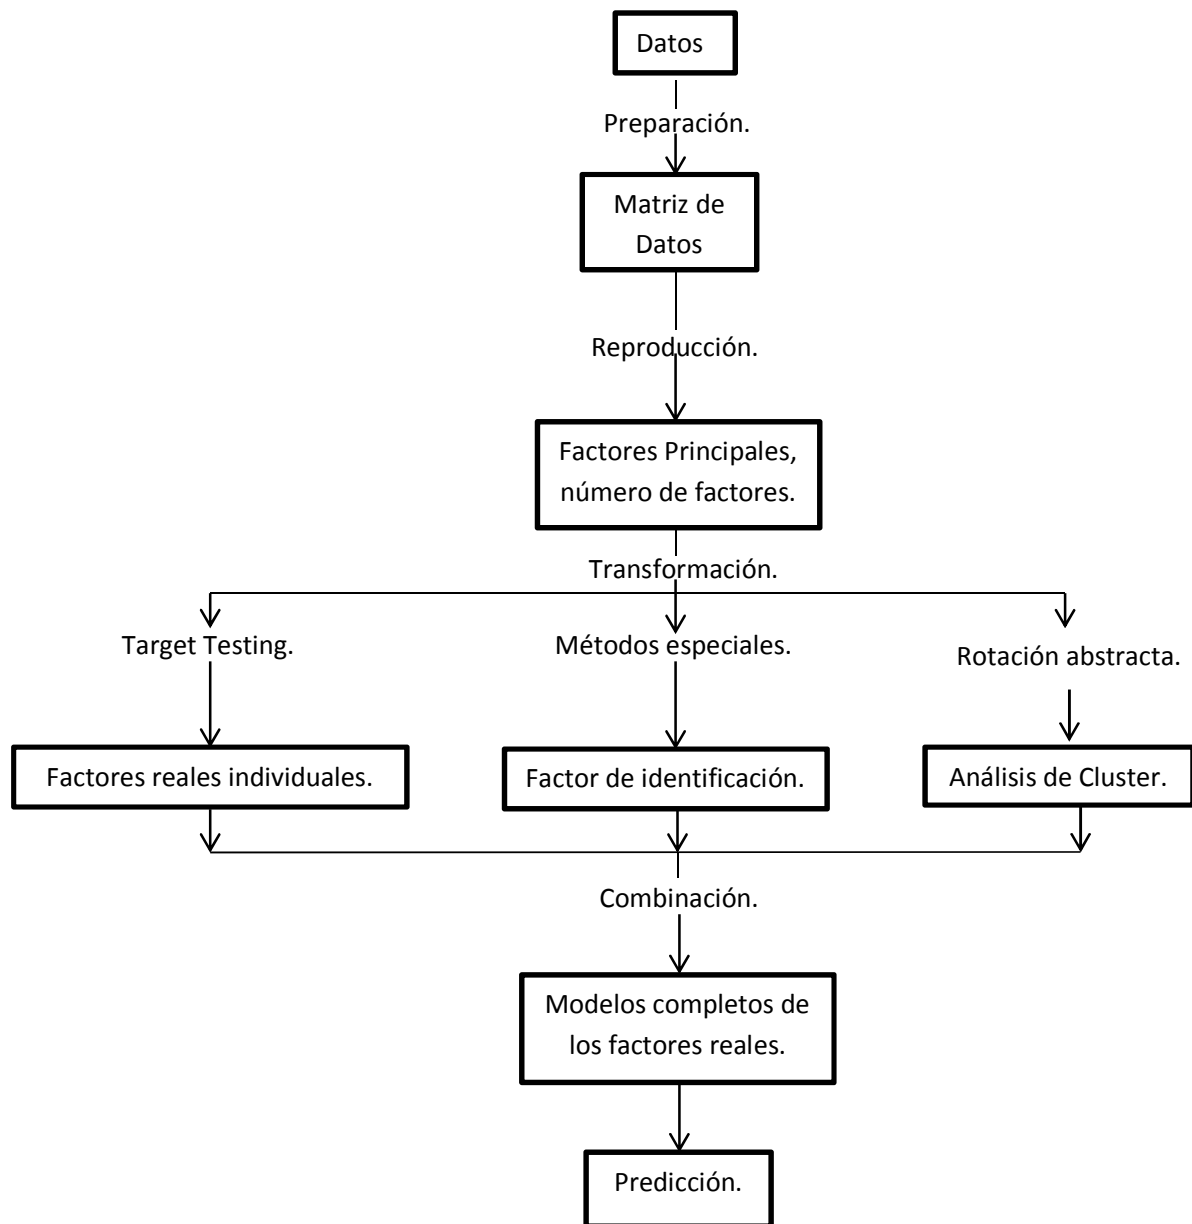 Datos
Preparación.
Matriz de
Datos
Reproducción.
Factores Principales,
número de factores.
Transformación.
Target Testing.
Métodos especiales.
Rotación abstracta.
Factores reales individuales.
Factor de identificación.
Análisis de Cluster.
Combinación.
Modelos completos de
los factores reales.
Predicción.